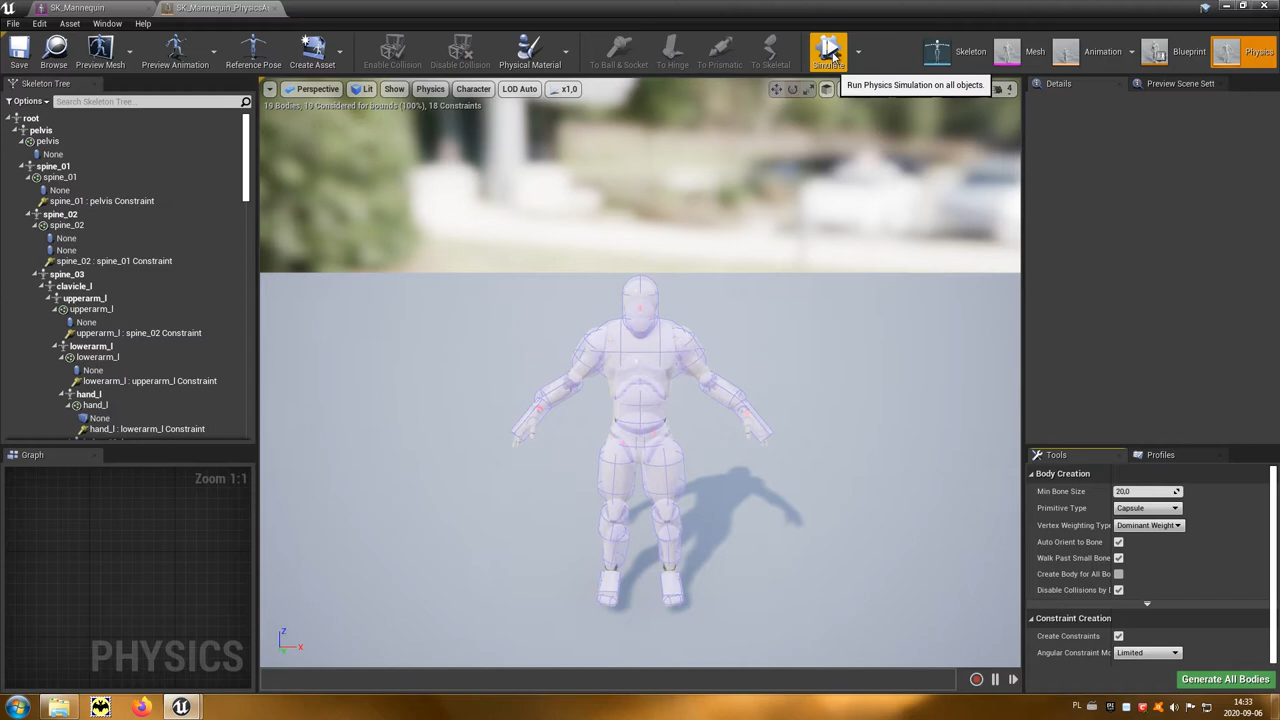 SK_Mannequin
SK_Mannequin_PhysicsA
File Edit Asset Window Help
Save
Browse
Preview Mesh
Preview Animation
Reference Pose
Create Asset
Enable Collision
Disable Collision
Physical Material
To Ball & Socket
To Hinge
To Prismatic
To Skeletal
Simulate
Skeleton
Mesh
Animation
Blueprint
Physics
Run Physics Simulation on all objects.
Skeleton Tree
Options
Search Skeleton Tree...
root
pelvis
pelvis
None
spine_01
spine_01
None
spine_01 : pelvis Constraint
spine_02
spine_02
None
None
spine_02 : spine_01 Constraint
spine_03
clavicle_l
upperarm_l
upperarm_l
None
upperarm_l : spine_02 Constraint
lowerarm_l
lowerarm_l
None
lowerarm_l : upperarm_l Constraint
hand_l
hand_l
None
hand_l : lowerarm_l Constraint
Graph
Zoom 1:1
PHYSICS
Perspective
Lit
Show
Physics
Character
LOD Auto
x1,0
4
19 Bodies, 19 Considered for bounds (100%), 18 Constraints
Z
X
Details
Preview Scene Sett
Tools
Profiles
Body Creation
Min Bone Size 20,0
Primitive Type Capsule
Vertex Weighting Typ Dominant Weight
Auto Orient to Bone
Walk Past Small Bone
Create Body for All Bo
Disable Collisions by
Constraint Creation
Create Constraints
Angular Constraint Mo Limited
Generate All Bodies
PL
14:33
2020-09-06